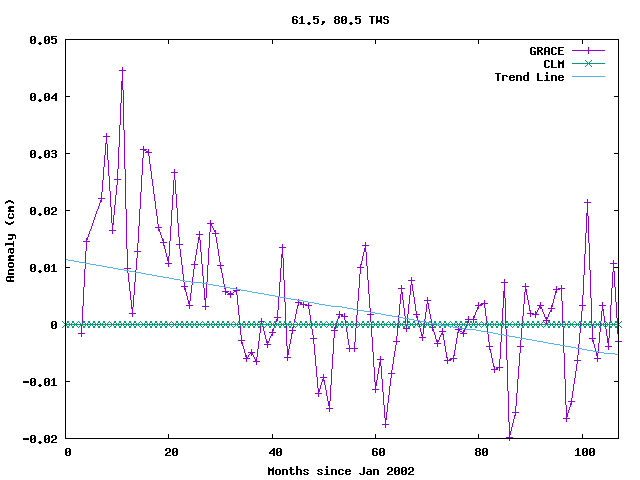 61.5, 80.5 TWS
GRACE
CLM
Trend Line
0.05
0.04
0.03
0.02
0.01
0
-0.01
-0.02
Anomaly (cm)
0 20 40 60 80 100
Months since Jan 2002